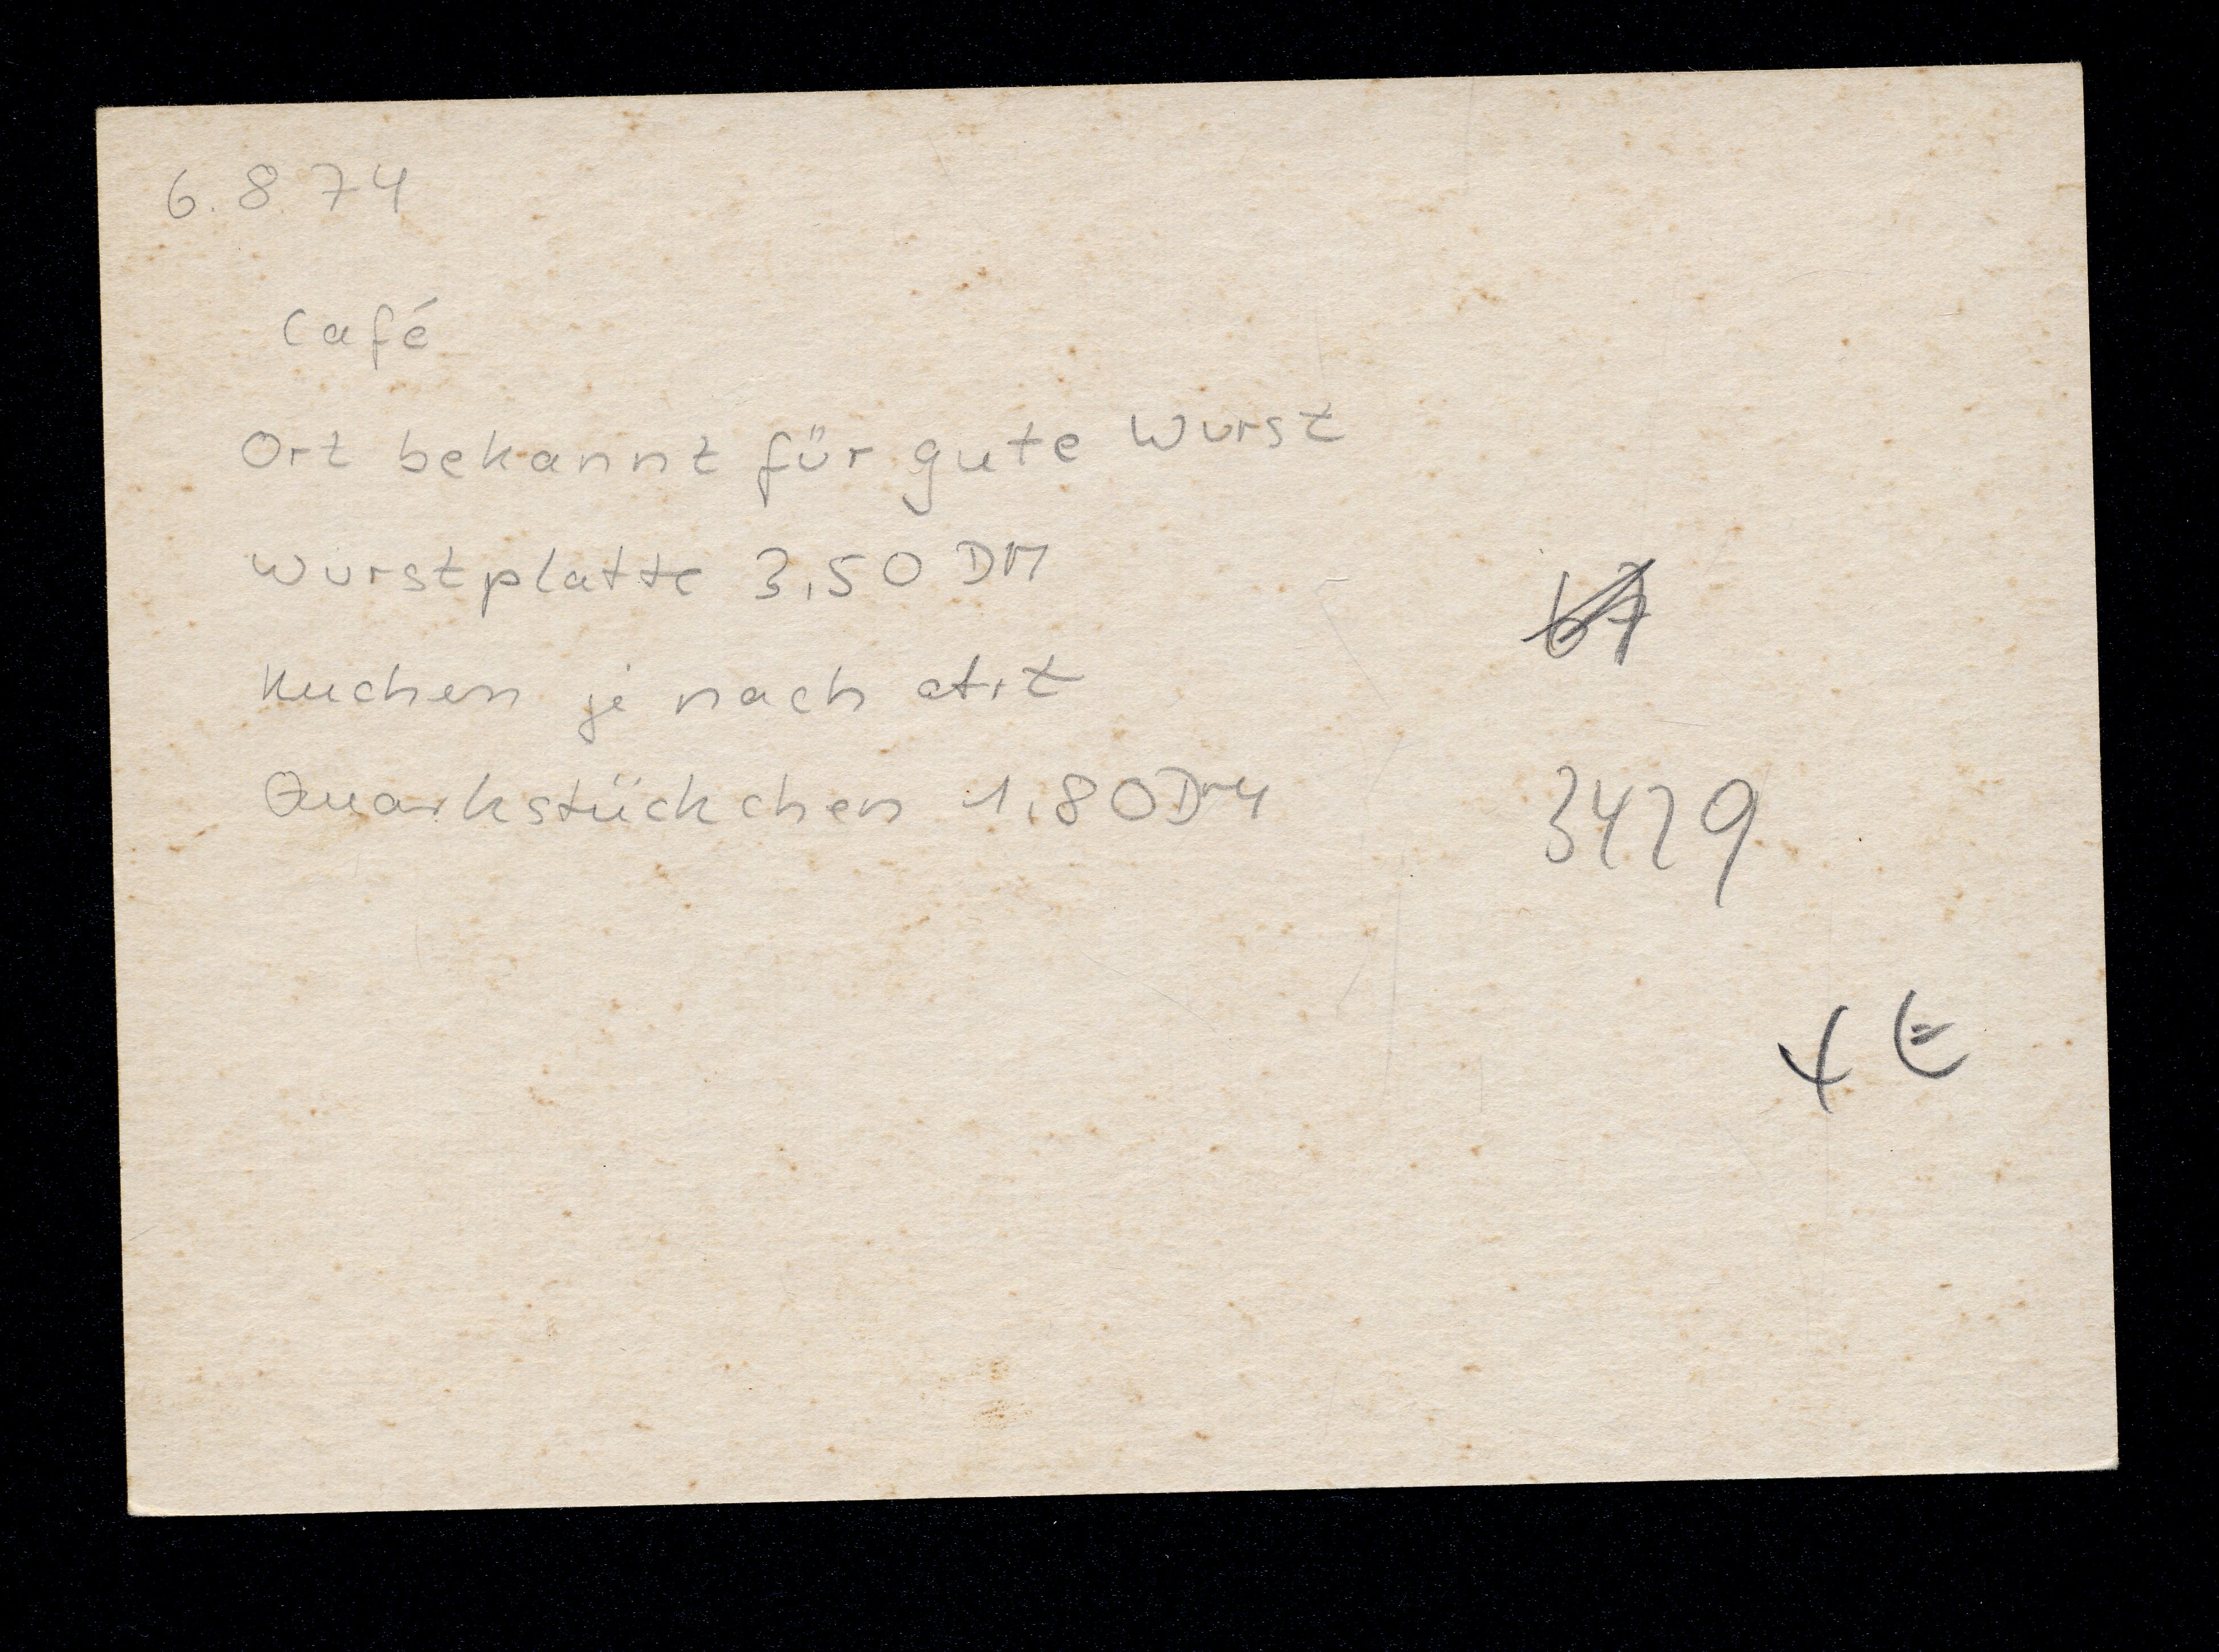 6.8.74
Café
Ort bekannt für gute Wurst
Wurstplatte 3,50 DM
Kuchen je nach Art
Quarkstückchen 1,80 DM
67
3429